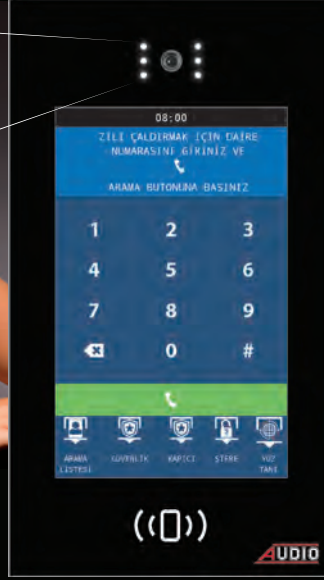 08:00
ZİLİ ÇALDIRMAK İÇİN DAİRE
NUMARASINI GİRİNİZ VE
ARAMA BUTONUNA BASINIZ
1 2 3
4 5 6
7 8 9
0 #
ARAMA LİSTESİ
GÜVENLİK
KAPICI
ŞİFRE
YÜZ TANI
AUDIO